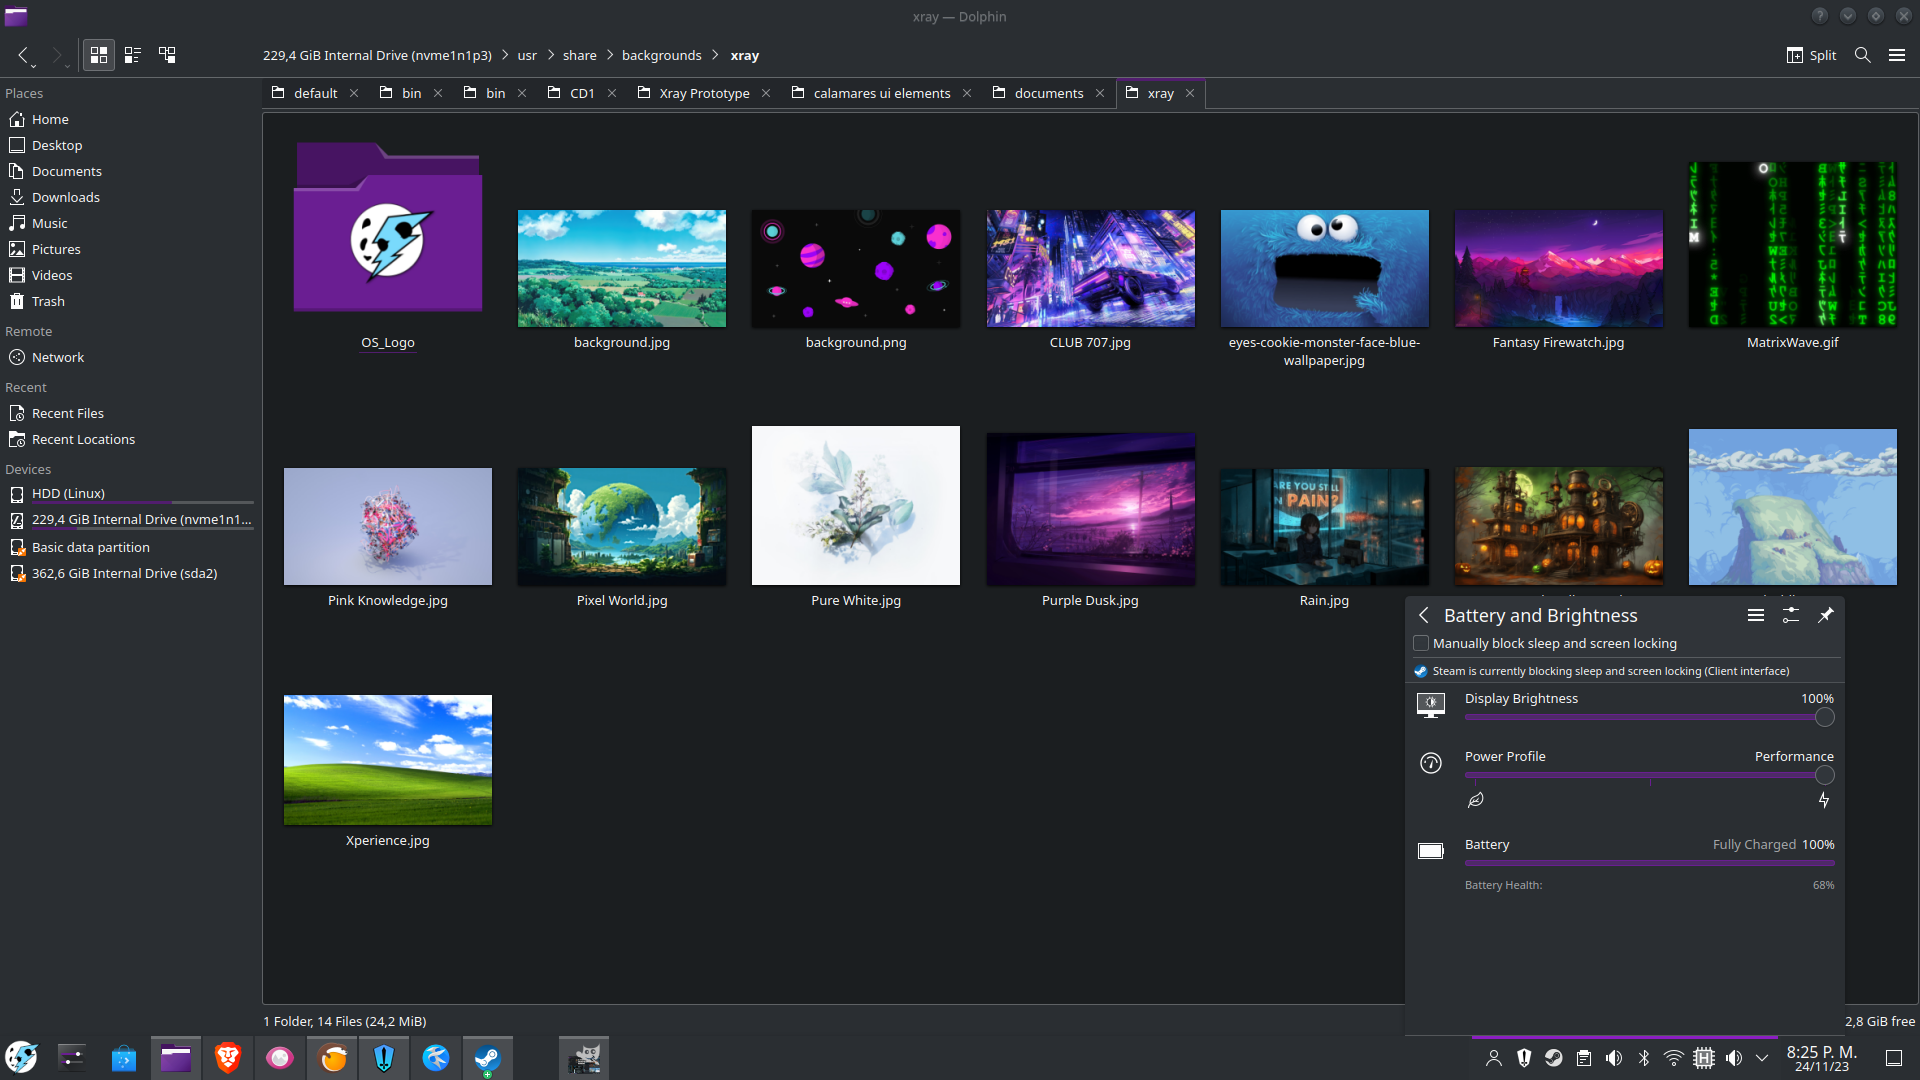 xray — Dolphin
229,4 GiB Internal Drive (nvme1n1p3) > usr > share > backgrounds > xray
Split
Places
Home
Desktop
Documents
Downloads
Music
Pictures
Videos
Trash
Remote
Network
Recent
Recent Files
Recent Locations
Devices
HDD (Linux)
229,4 GiB Internal Drive (nvme1n1...
Basic data partition
362,6 GiB Internal Drive (sda2)
default
bin
bin
CD1
Xray Prototype
calamares ui elements
documents
xray
OS_Logo
background.jpg
background.png
CLUB 707.jpg
eyes-cookie-monster-face-blue-
wallpaper.jpg
Fantasy Firewatch.jpg
MatrixWave.gif
ARE YOU STILL
PAIN?
Pink Knowledge.jpg
Pixel World.jpg
Pure White.jpg
Purple Dusk.jpg
Rain.jpg
Xperience.jpg
Battery and Brightness
Manually block sleep and screen locking
Steam is currently blocking sleep and screen locking (Client interface)
Display Brightness 100%
Power Profile Performance
Battery Fully Charged 100%
Battery Health: 68%
1 Folder, 14 Files (24,2 MiB)
2,8 GiB free
8:25 P. M.
24/11/23